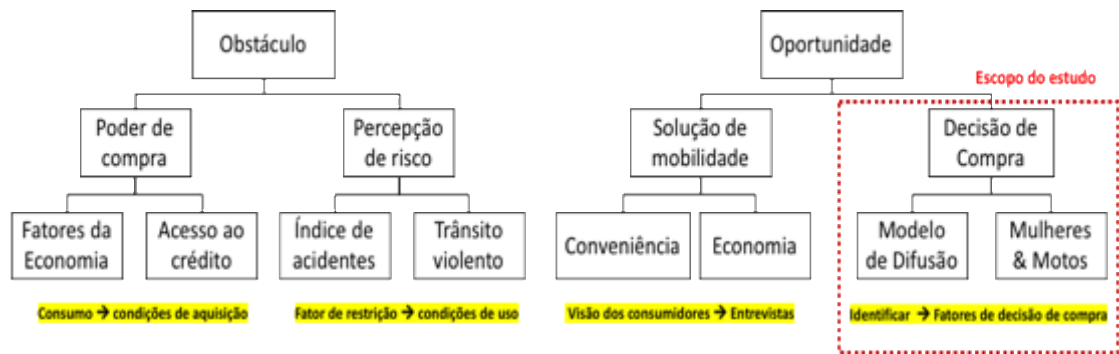 Obstáculo
Oportunidade
Escopo do estudo
Poder de
compra
Percepção
de risco
Solução de
mobilidade
Decisão de
Compra
Fatores da
Economia
Acesso ao
crédito
Índice de
acidentes
Trânsito
violento
Conveniência
Economia
Modelo
de Difusão
Mulheres
& Motos
Consumo → condições de aquisição
Fator de restrição → condições de uso
Visão dos consumidores → Entrevistas
Identificar → Fatores de decisão de compra